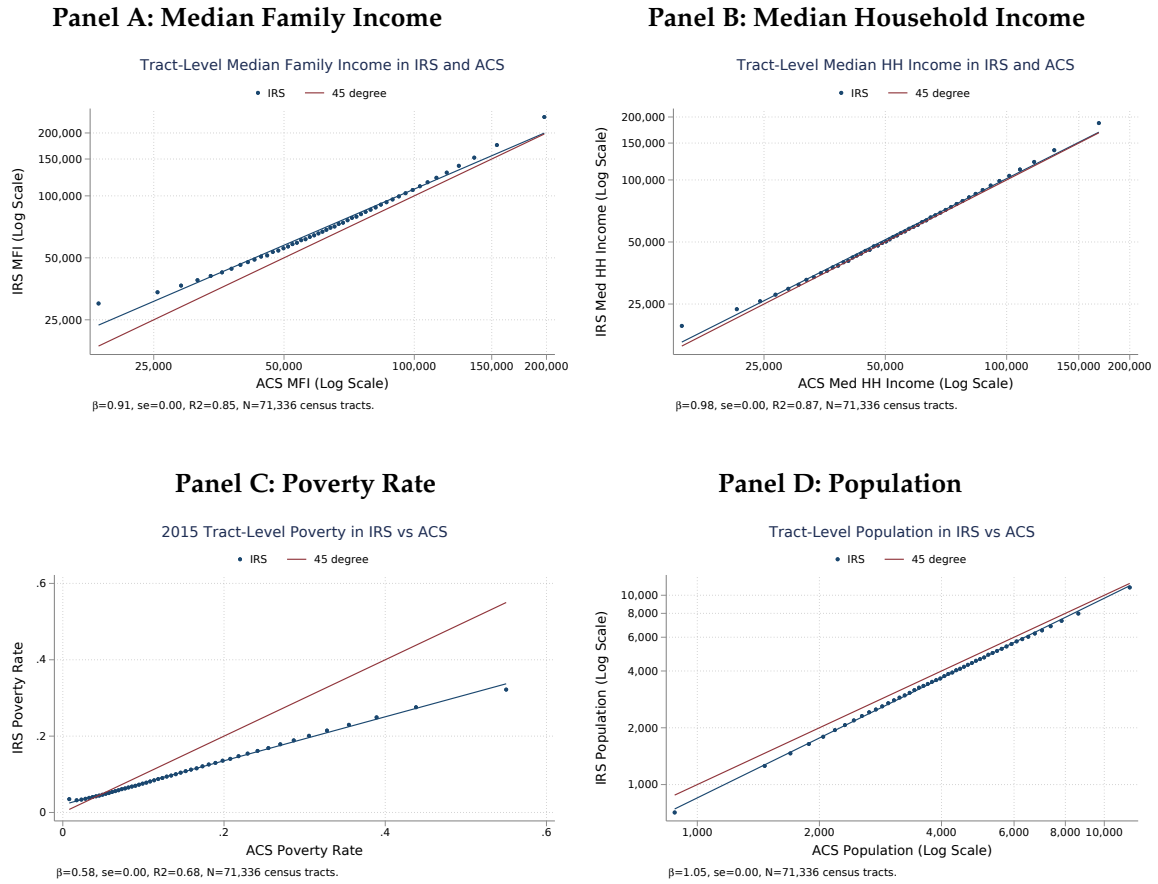 Panel A: Median Family Income
Tract-Level Median Family Income in IRS and ACS
IRS 45 degree
IRS MFI (Log Scale)
200,000
150,000
100,000
50,000
25,000
25,000 50,000 100,000 150,000 200,000
ACS MFI (Log Scale)
β=0.91, se=0.00, R2=0.85, N=71,336 census tracts.
Panel B: Median Household Income
Tract-Level Median HH Income in IRS and ACS
IRS 45 degree
IRS Med HH Income (Log Scale)
200,000
150,000
100,000
50,000
25,000
25,000 50,000 100,000 150,000 200,000
ACS Med HH Income (Log Scale)
β=0.98, se=0.00, R2=0.87, N=71,336 census tracts.
Panel C: Poverty Rate
2015 Tract-Level Poverty in IRS vs ACS
IRS 45 degree
IRS Poverty Rate
.6
.4
.2
0
0 .2 .4 .6
ACS Poverty Rate
β=0.58, se=0.00, R2=0.68, N=71,336 census tracts.
Panel D: Population
Tract-Level Population in IRS vs ACS
IRS 45 degree
IRS Population (Log Scale)
10,000
8,000
6,000
4,000
2,000
1,000
1,000 2,000 4,000 6,000 8,000 10,000
ACS Population (Log Scale)
β=1.05, se=0.00, N=71,336 census tracts.